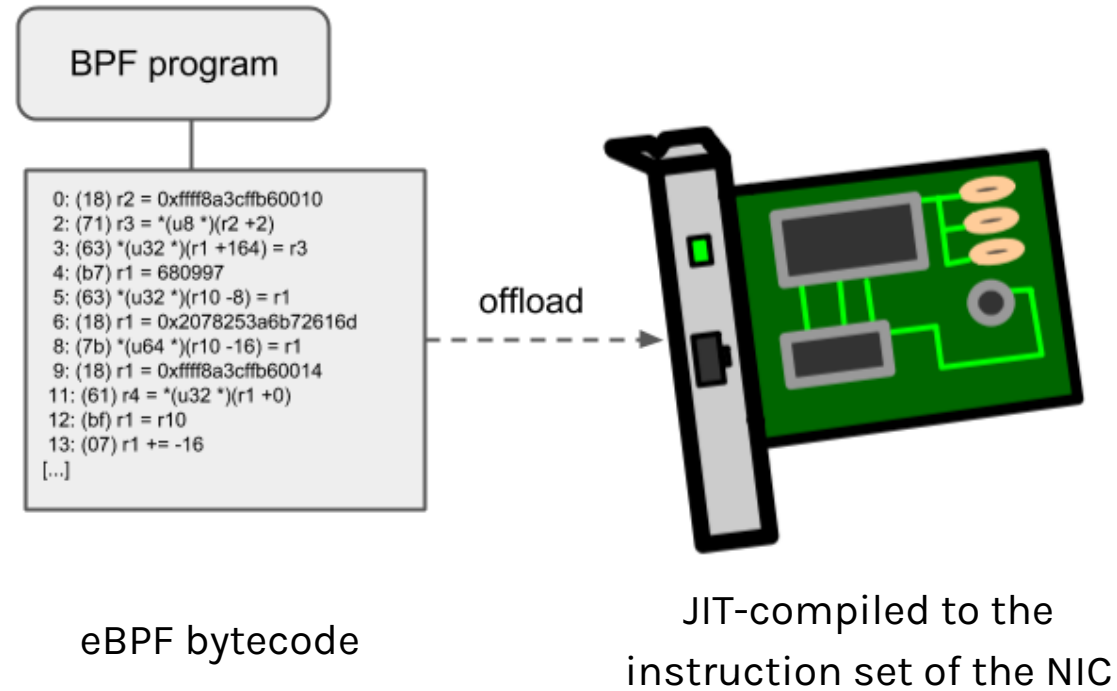 BPF program
0: (18) r2 = 0xffff8a3cffb60010
2: (71) r3 = *(u8 *)(r2 +2)
3: (63) *(u32 *)(r1 +164) = r3
4: (b7) r1 = 680997
5: (63) *(u32 *)(r10 -8) = r1
6: (18) r1 = 0x2078253a6b72616d
8: (7b) *(u64 *)(r10 -16) = r1
9: (18) r1 = 0xffff8a3cffb60014
11: (61) r4 = *(u32 *)(r1 +0)
12: (bf) r1 = r10
13: (07) r1 += -16
[...]
offload
eBPF bytecode
JIT-compiled to the
instruction set of the NIC